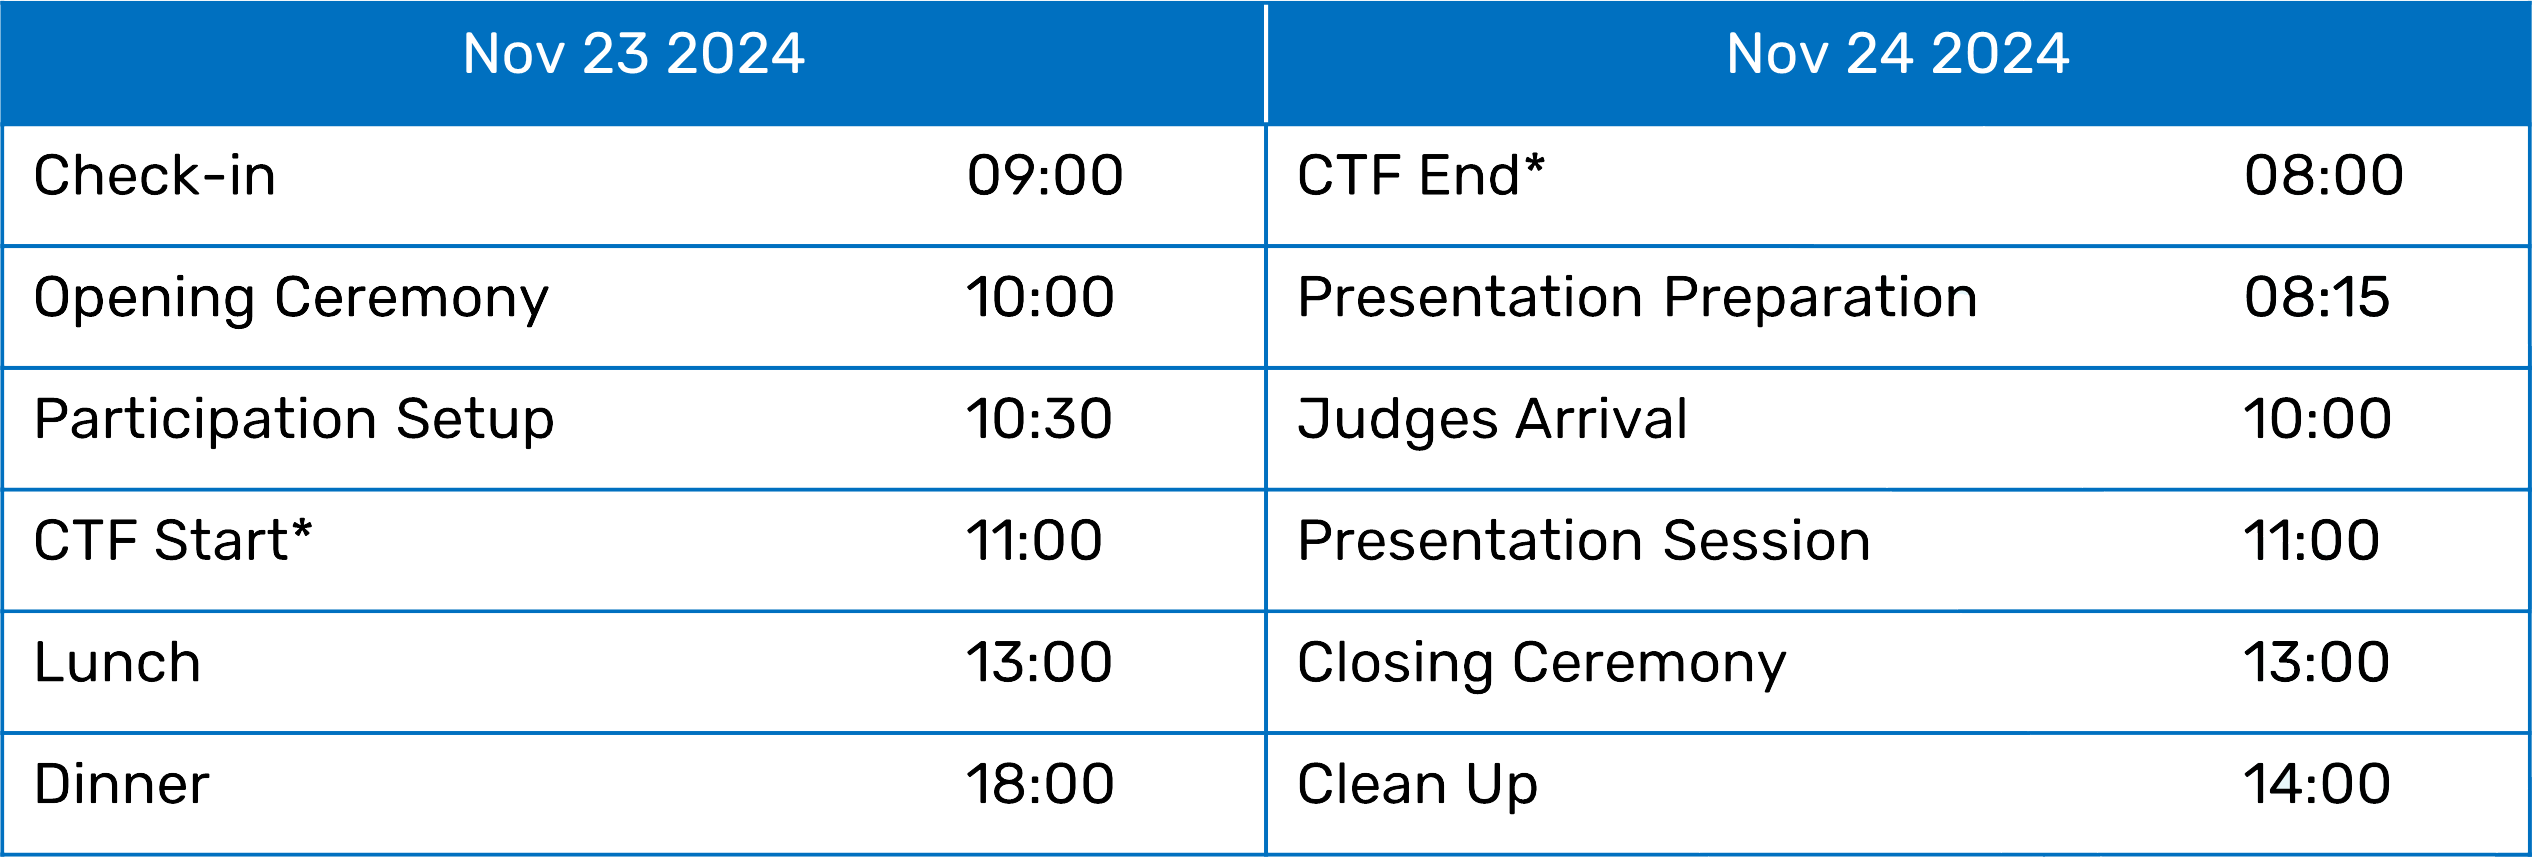 Nov 23 2024 Nov 24 2024
Check-in 09:00 CTF End* 08:00
Opening Ceremony 10:00 Presentation Preparation 08:15
Participation Setup 10:30 Judges Arrival 10:00
CTF Start* 11:00 Presentation Session 11:00
Lunch 13:00 Closing Ceremony 13:00
Dinner 18:00 Clean Up 14:00